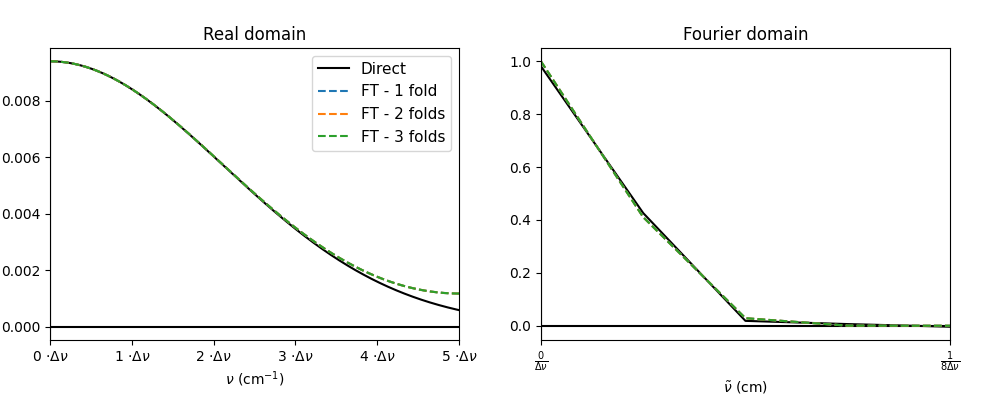 Real domain
Direct
FT - 1 fold
FT - 2 folds
FT - 3 folds
0.008
0.006
0.004
0.002
0.000
0 ·Δν 1 ·Δν 2 ·Δν 3 ·Δν 4 ·Δν 5 ·Δν
ν (cm⁻¹)
Fourier domain
1.0
0.8
0.6
0.4
0.2
0.0
0/Δν 1/8Δν
ν̃ (cm)